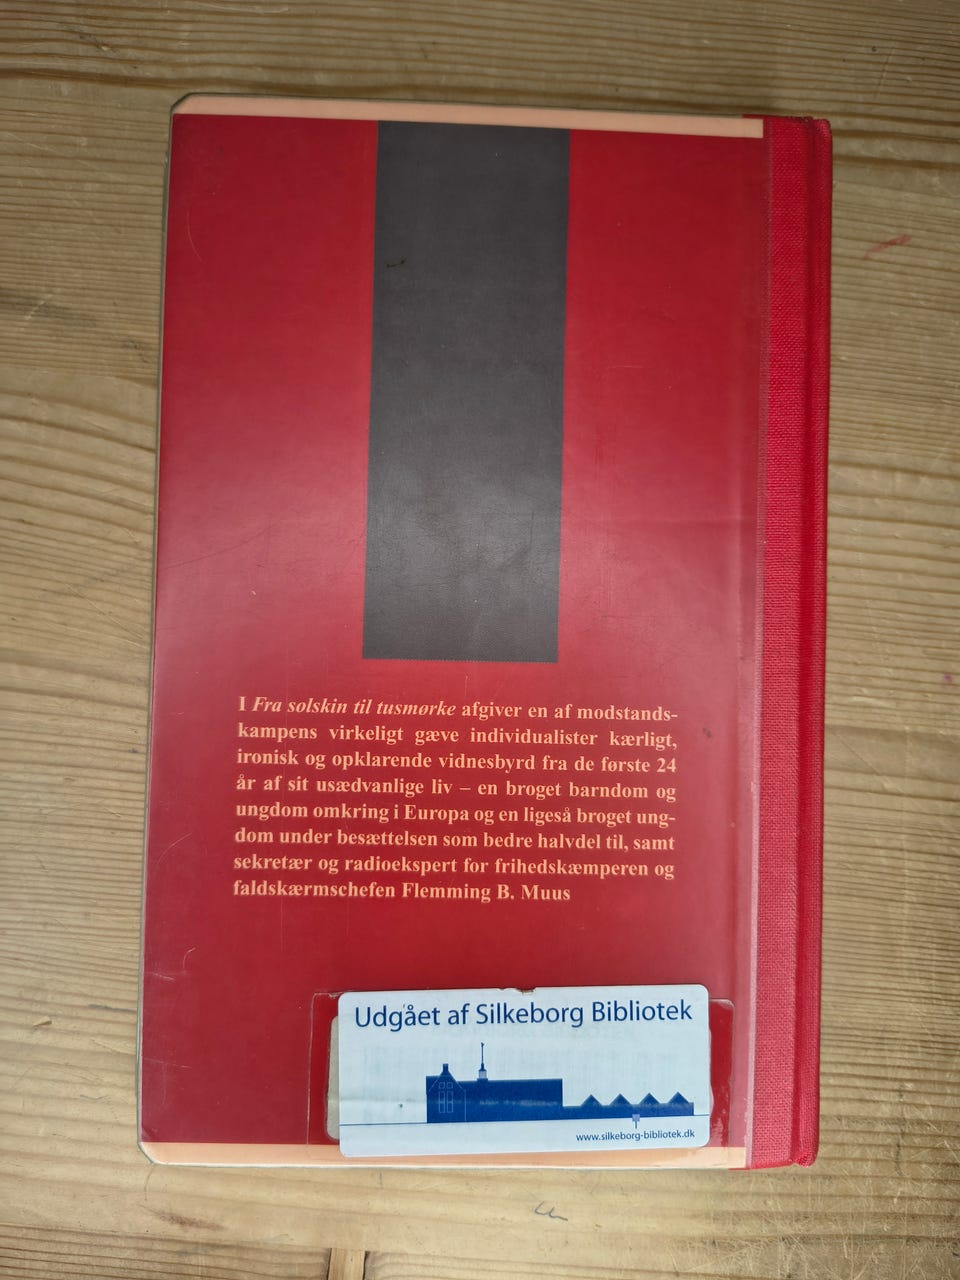 I Fra solskin til tusmørke afgiver en af modstands-
kampens virkeligt gæve individualister kærligt,
ironisk og opklarende vidnesbyrd fra de første 24
år af sit usædvanlige liv – en broget barndom og
ungdom omkring i Europa og en ligeså broget ung-
dom under besættelsen som bedre halvdel til, samt
sekretær og radioekspert for frihedskæmperen og
faldskærmschefen Flemming B. Muus
Udgået af Silkeborg Bibliotek
www.silkeborg-bibliotek.dk